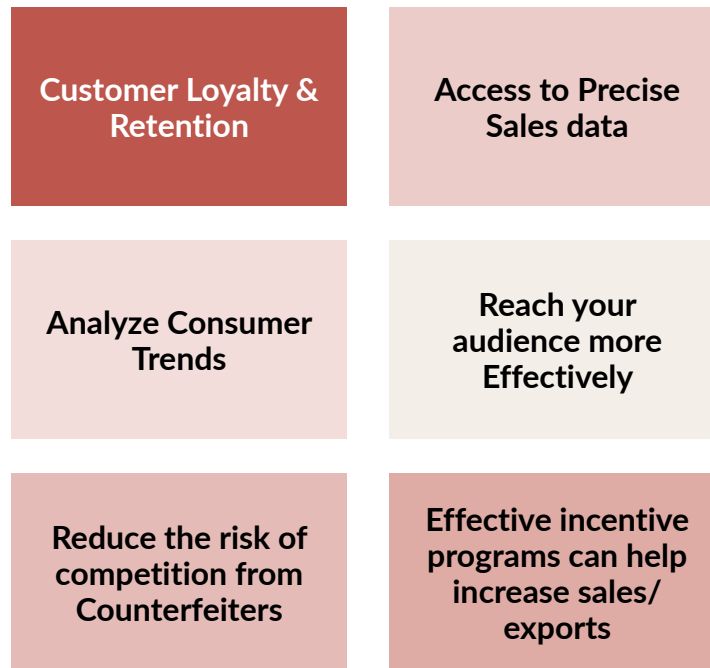 Customer Loyalty &
Retention
Access to Precise
Sales data
Analyze Consumer
Trends
Reach your
audience more
Effectively
Reduce the risk of
competition from
Counterfeiters
Effective incentive
programs can help
increase sales/
exports